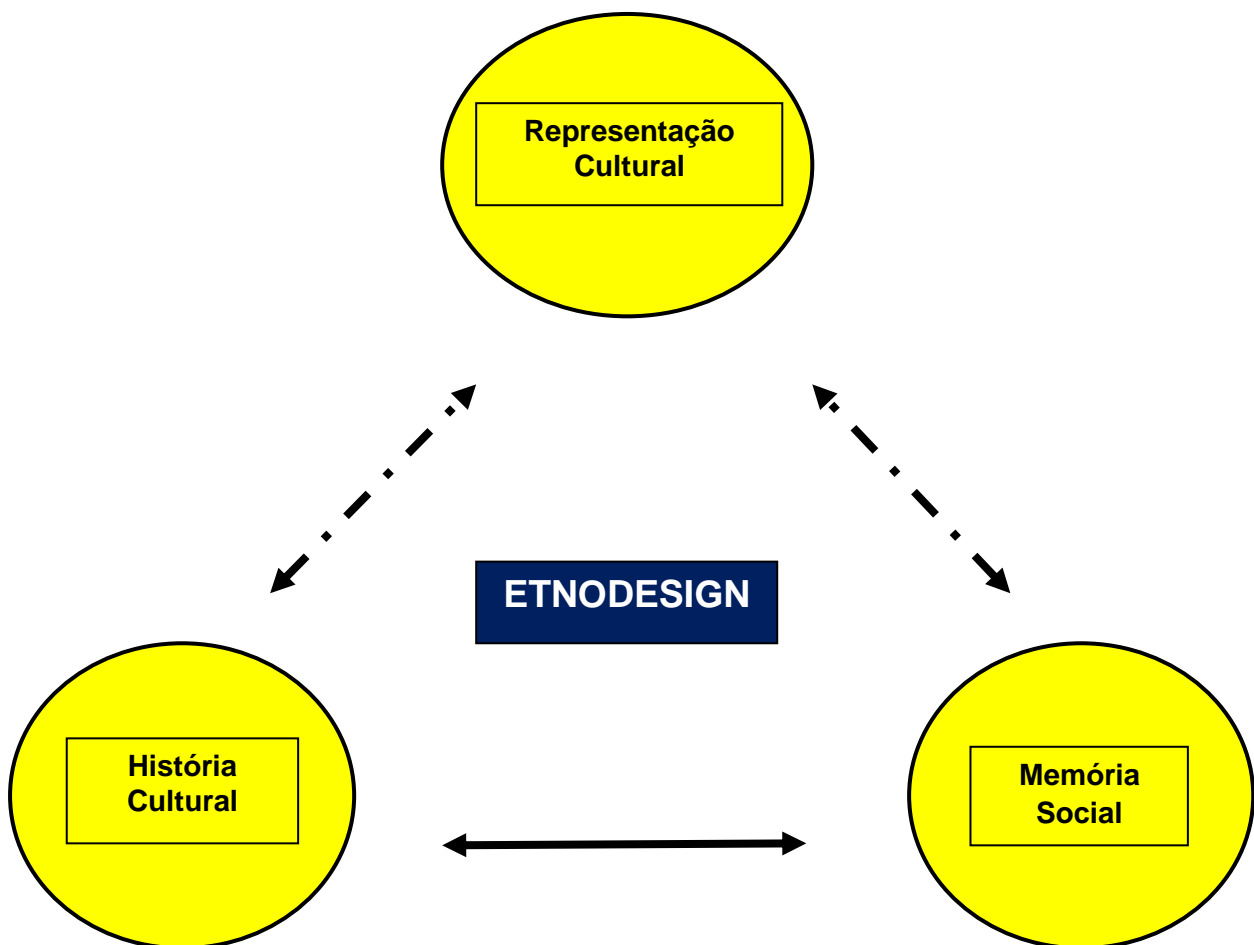 Representação
Cultural
ETNODESIGN
História
Cultural
Memória
Social